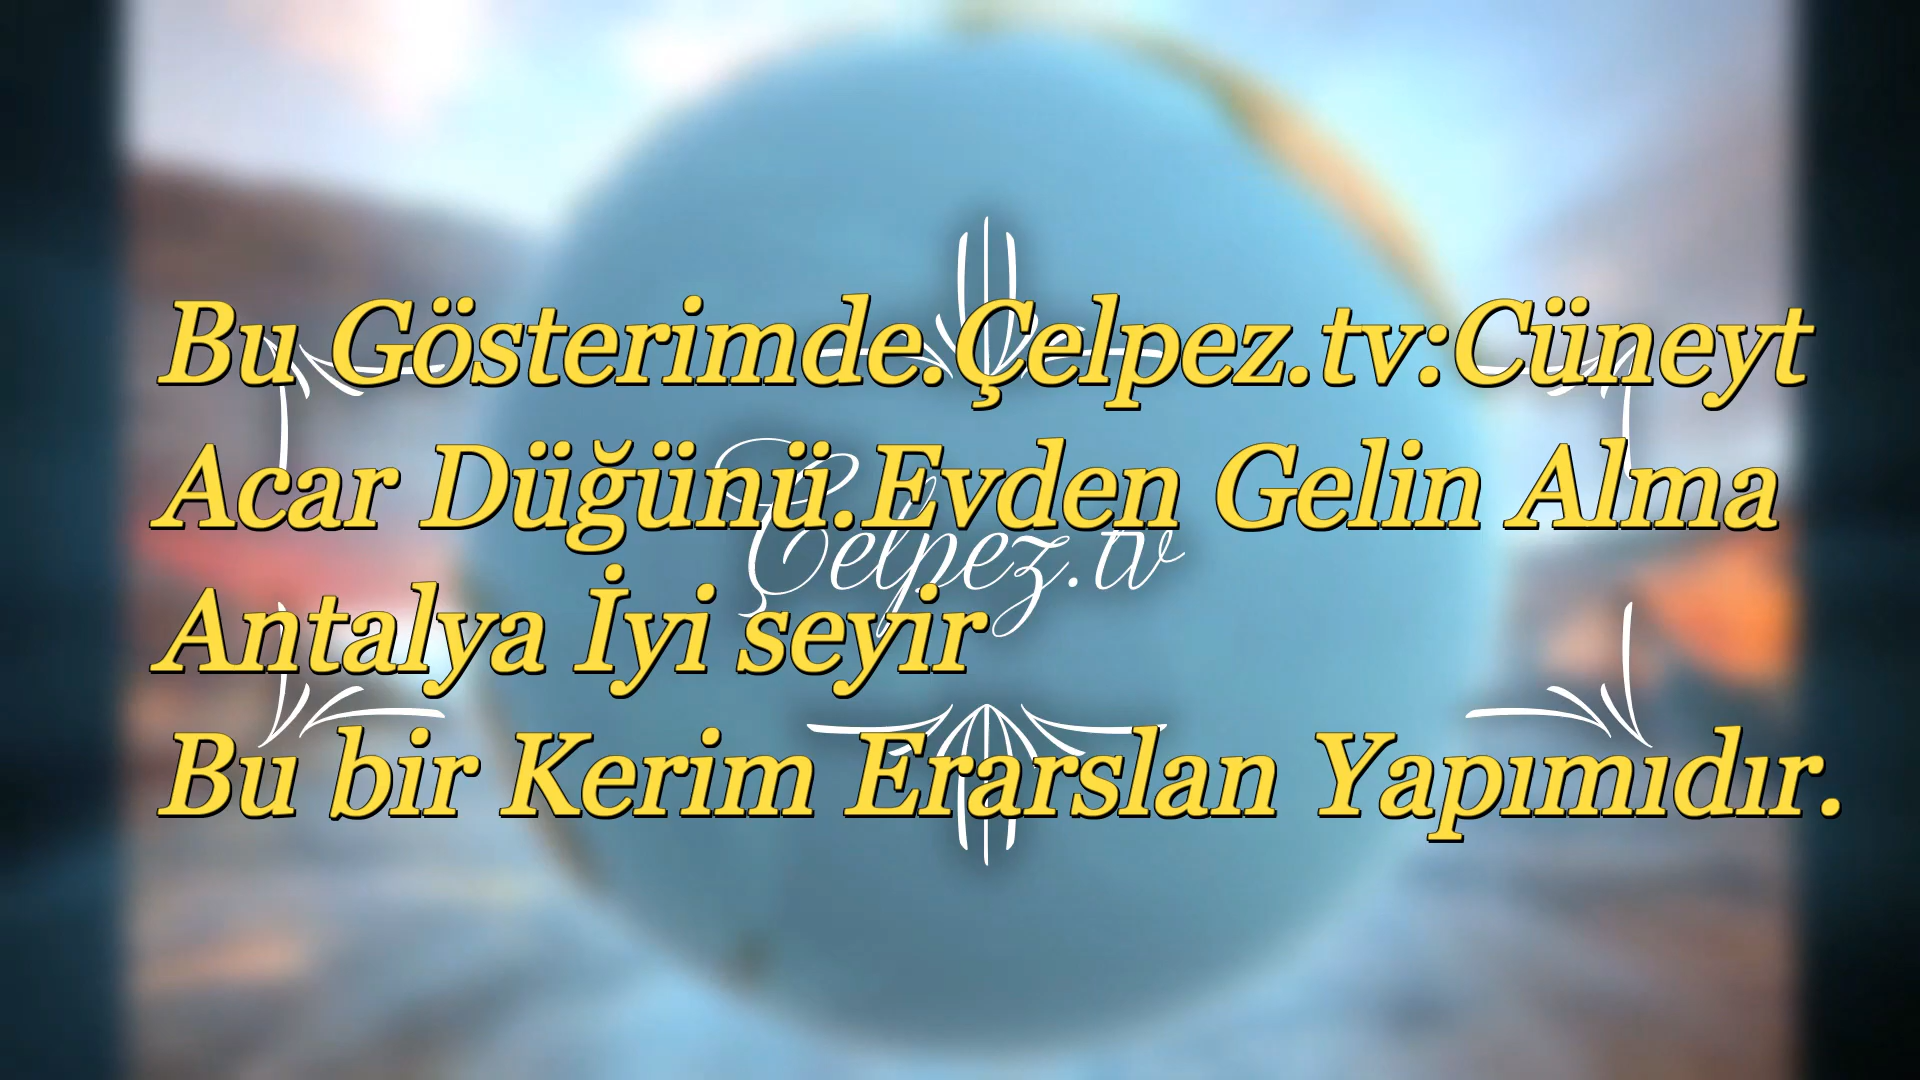 Bu Gösterimde.Çelpez.tv:Cüneyt
Acar Düğünü.Evden Gelin Alma
Çelpez.tv
Antalya İyi seyir
Bu bir Kerim Erarslan Yapımıdır.